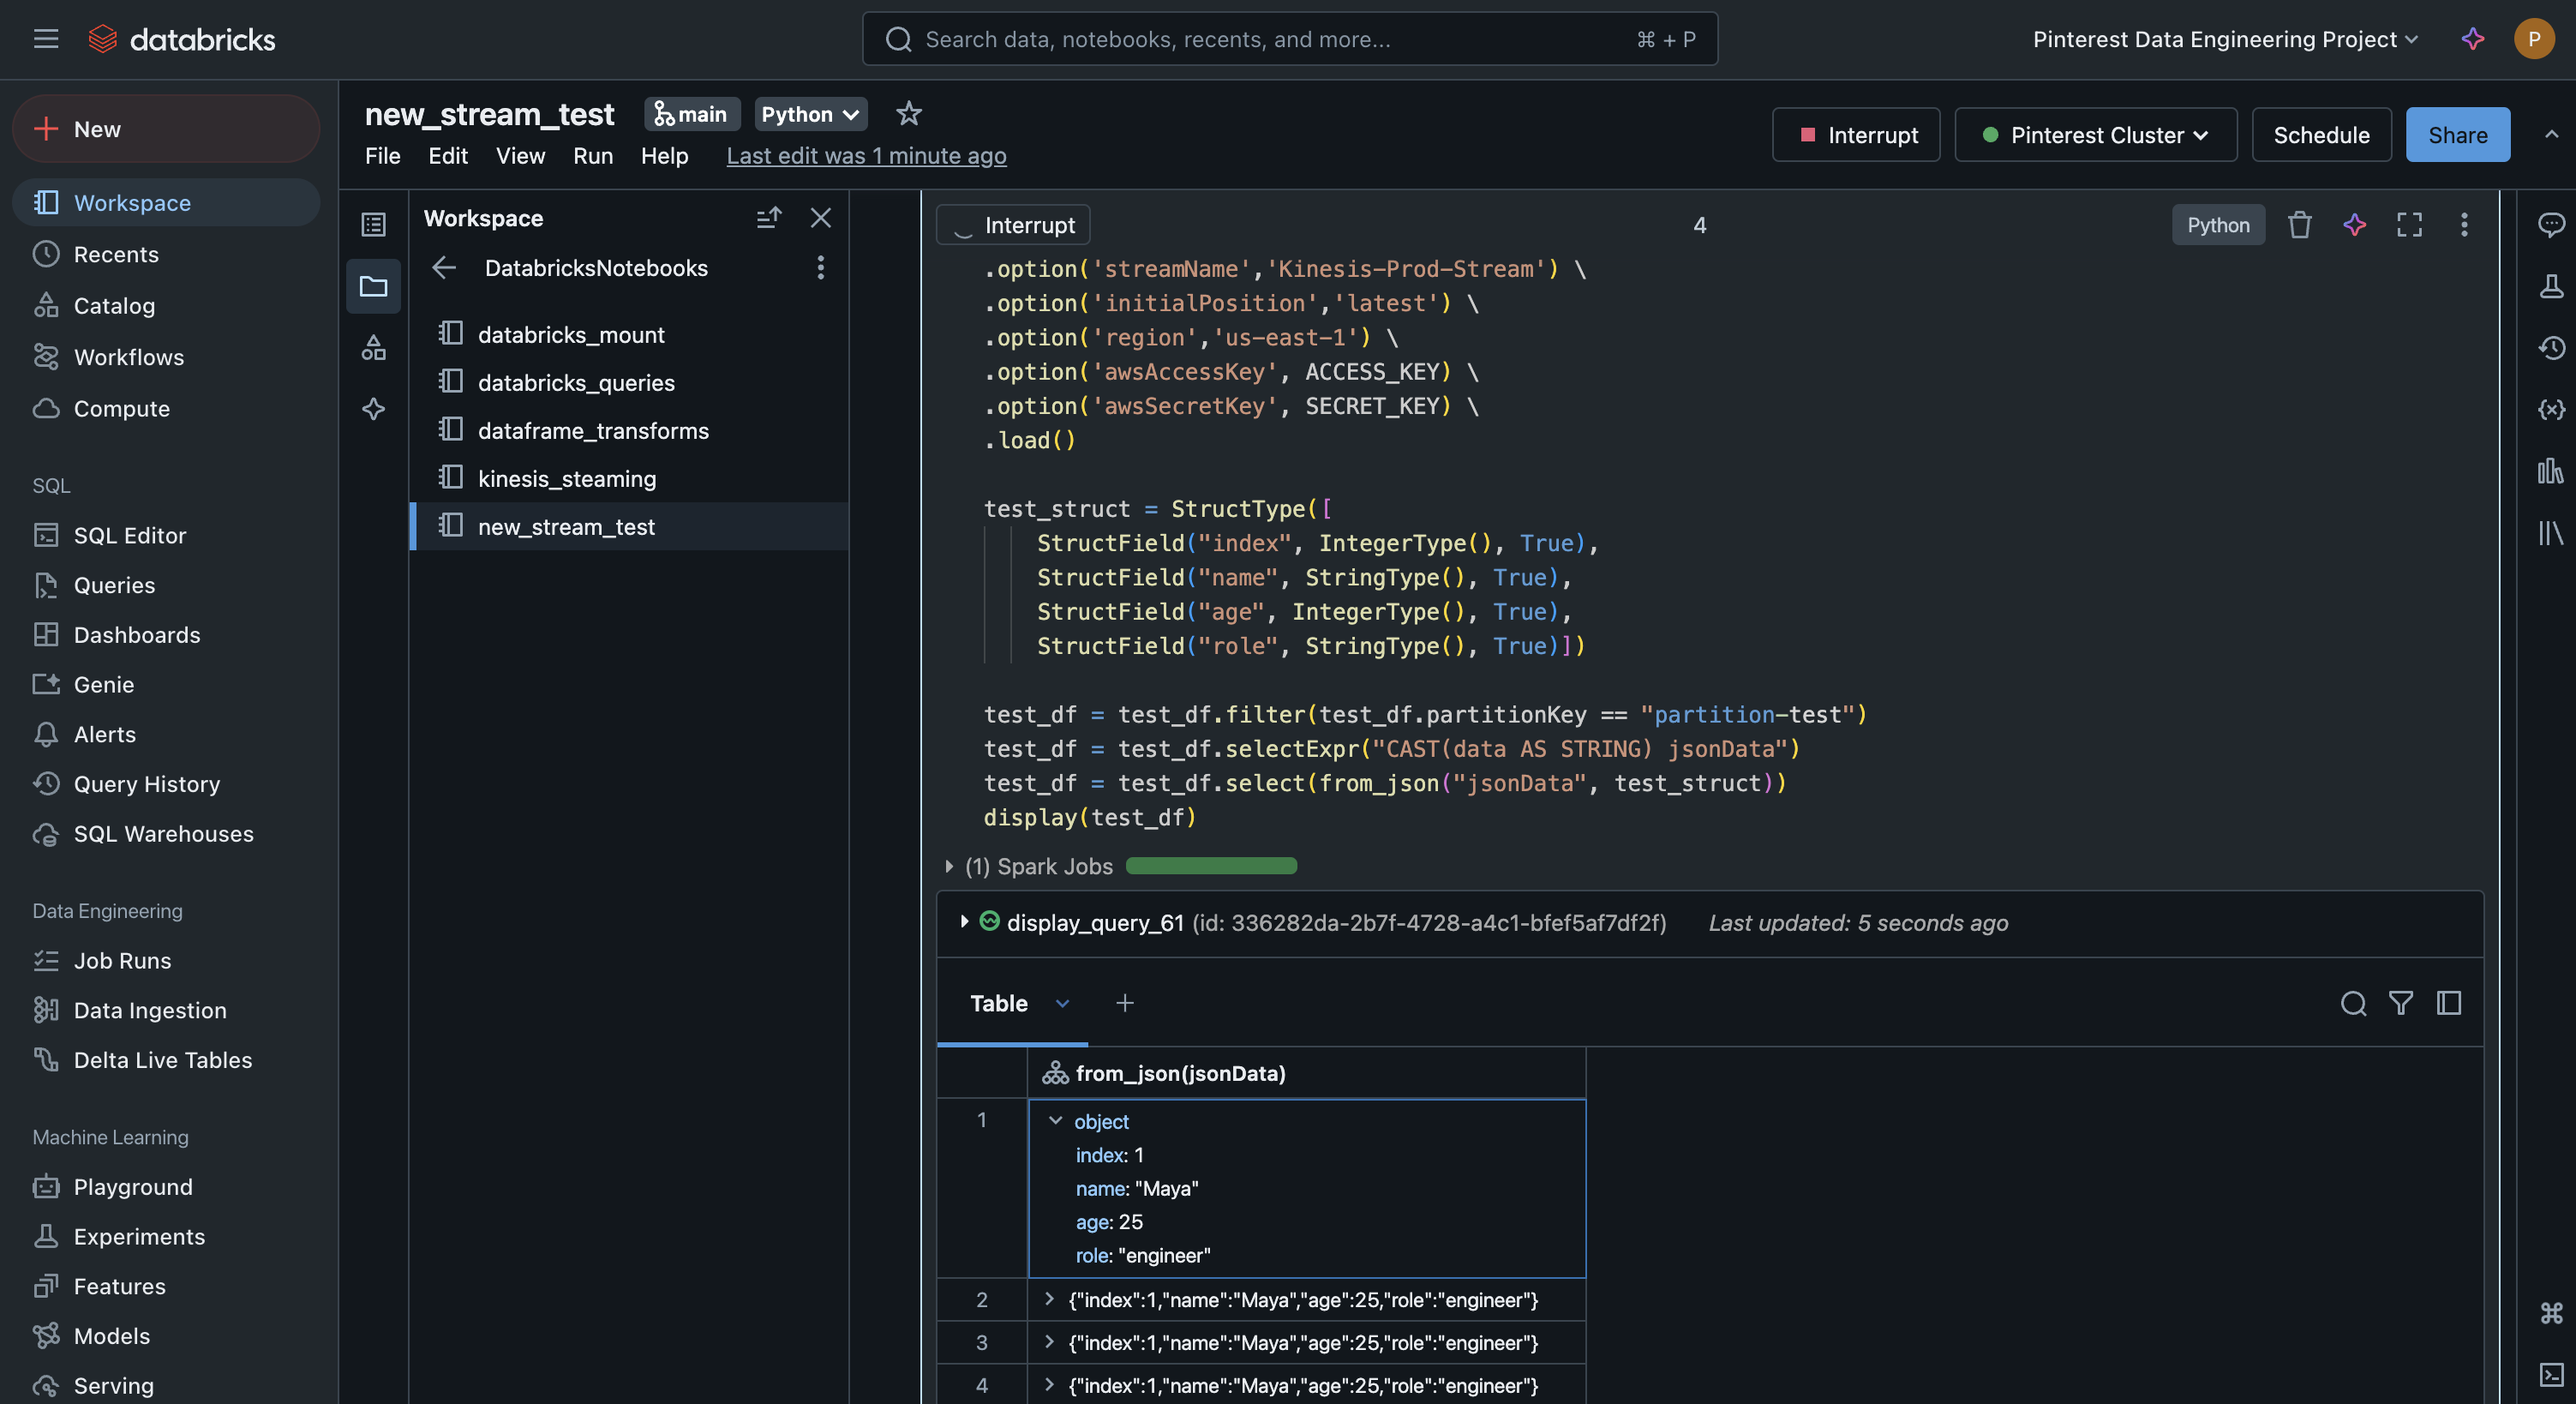 databricks
Search data, notebooks, recents, and more...
⌘ + P
Pinterest Data Engineering Project
P
New
Workspace
Recents
Catalog
Workflows
Compute
SQL
SQL Editor
Queries
Dashboards
Genie
Alerts
Query History
SQL Warehouses
Data Engineering
Job Runs
Data Ingestion
Delta Live Tables
Machine Learning
Playground
Experiments
Features
Models
Serving
new_stream_test
main
Python
File Edit View Run Help Last edit was 1 minute ago
Interrupt
Pinterest Cluster
Schedule
Share
Workspace
DatabricksNotebooks
databricks_mount
databricks_queries
dataframe_transforms
kinesis_steaming
new_stream_test
Interrupt
4
Python
.option('streamName','Kinesis-Prod-Stream') \
.option('initialPosition','latest') \
.option('region','us-east-1') \
.option('awsAccessKey', ACCESS_KEY) \
.option('awsSecretKey', SECRET_KEY) \
.load()
test_struct = StructType([
StructField("index", IntegerType(), True),
StructField("name", StringType(), True),
StructField("age", IntegerType(), True),
StructField("role", StringType(), True)])
test_df = test_df.filter(test_df.partitionKey == "partition-test")
test_df = test_df.selectExpr("CAST(data AS STRING) jsonData")
test_df = test_df.select(from_json("jsonData", test_struct))
display(test_df)
(1) Spark Jobs
display_query_61 (id: 336282da-2b7f-4728-a4c1-bfef5af7df2f) Last updated: 5 seconds ago
Table
from_json(jsonData)
1 object
index: 1
name: "Maya"
age: 25
role: "engineer"
2 {"index":1,"name":"Maya","age":25,"role":"engineer"}
3 {"index":1,"name":"Maya","age":25,"role":"engineer"}
4 {"index":1,"name":"Maya","age":25,"role":"engineer"}